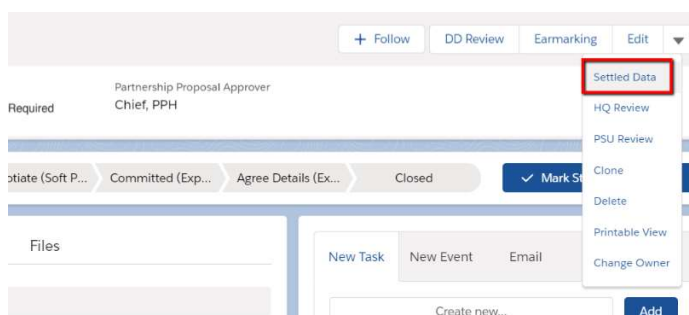 + Follow DD Review Earmarking Edit
Settled Data
Partnership Proposal Approver
Required Chief, PPH
HQ Review
PSU Review
(Soft P... Committed (Exp... Agree Details (Ex... Closed ✓ Mark
Clone
Delete
Printable View
Files
New Task New Event Email
Change Owner
Create new... Add